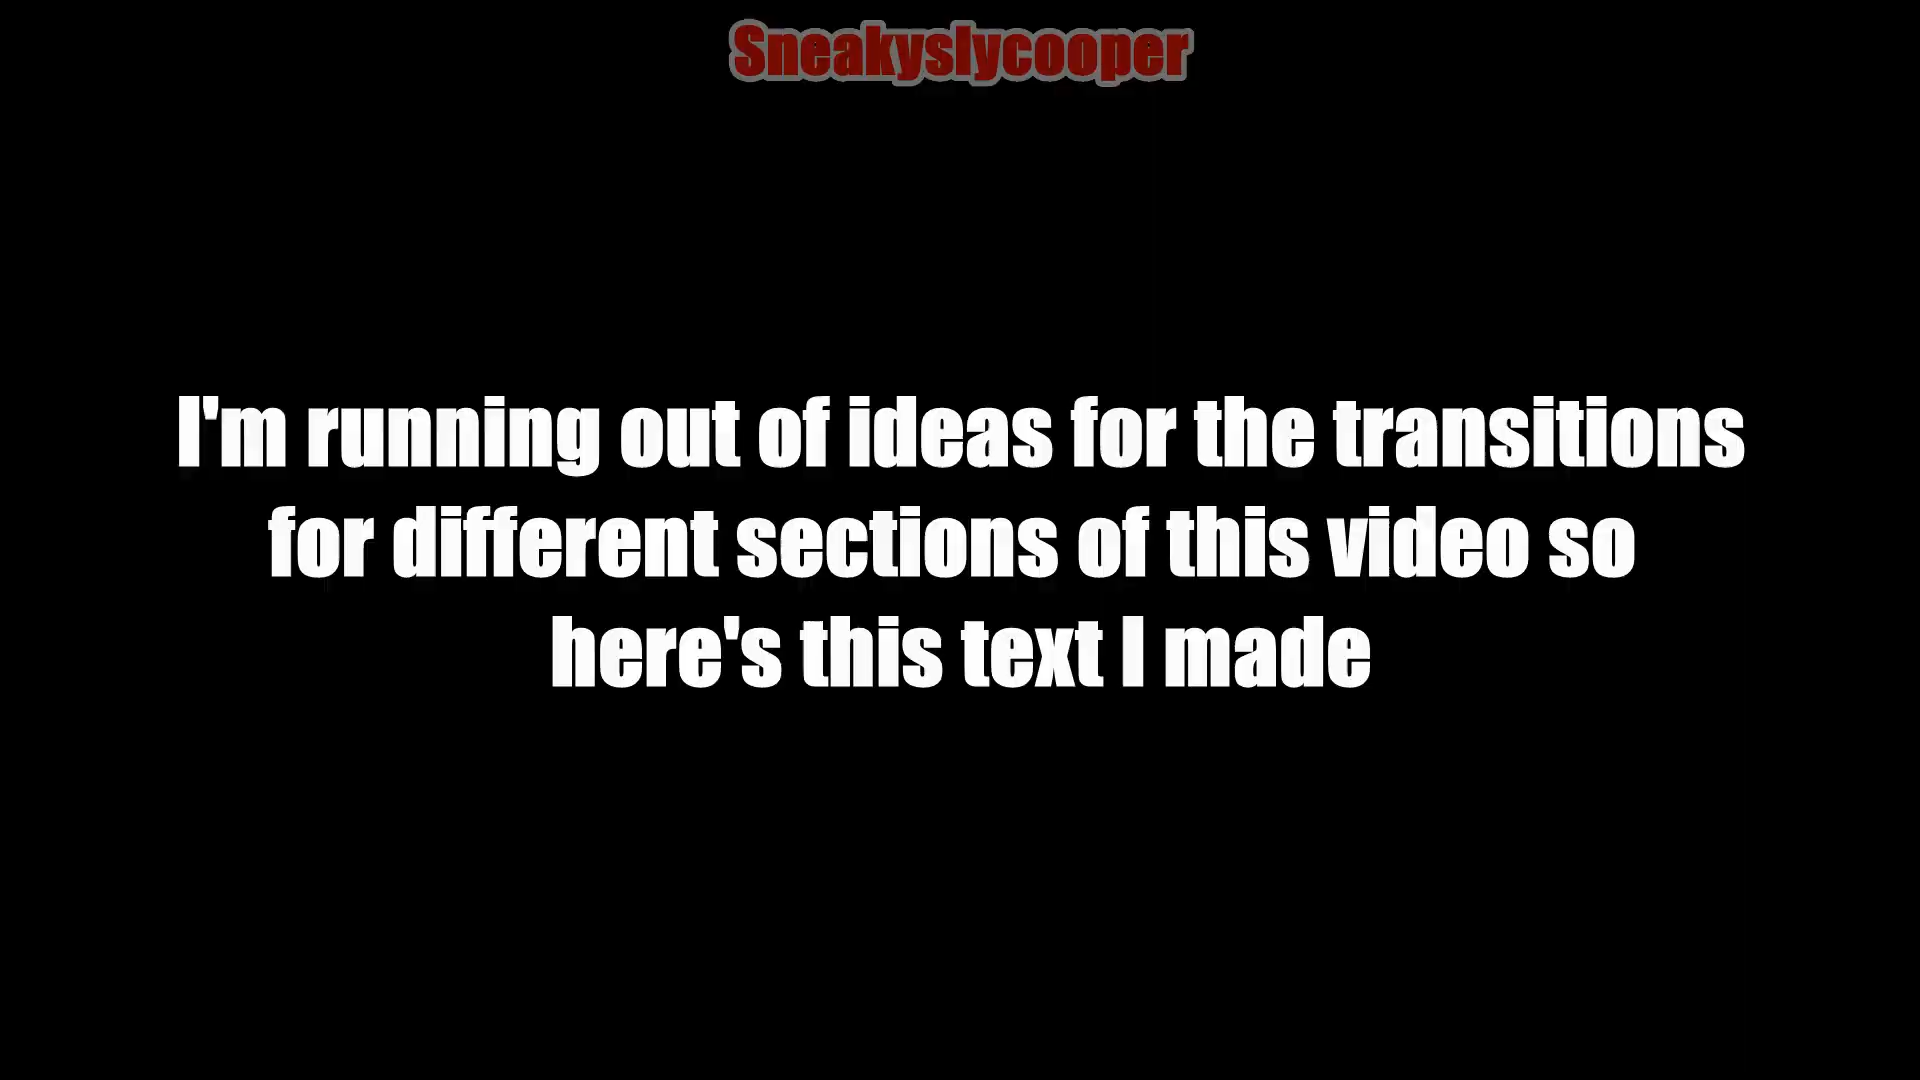 Sneakyslycooper
I'm running out of ideas for the transitions
for different sections of this video so
here's this text I made